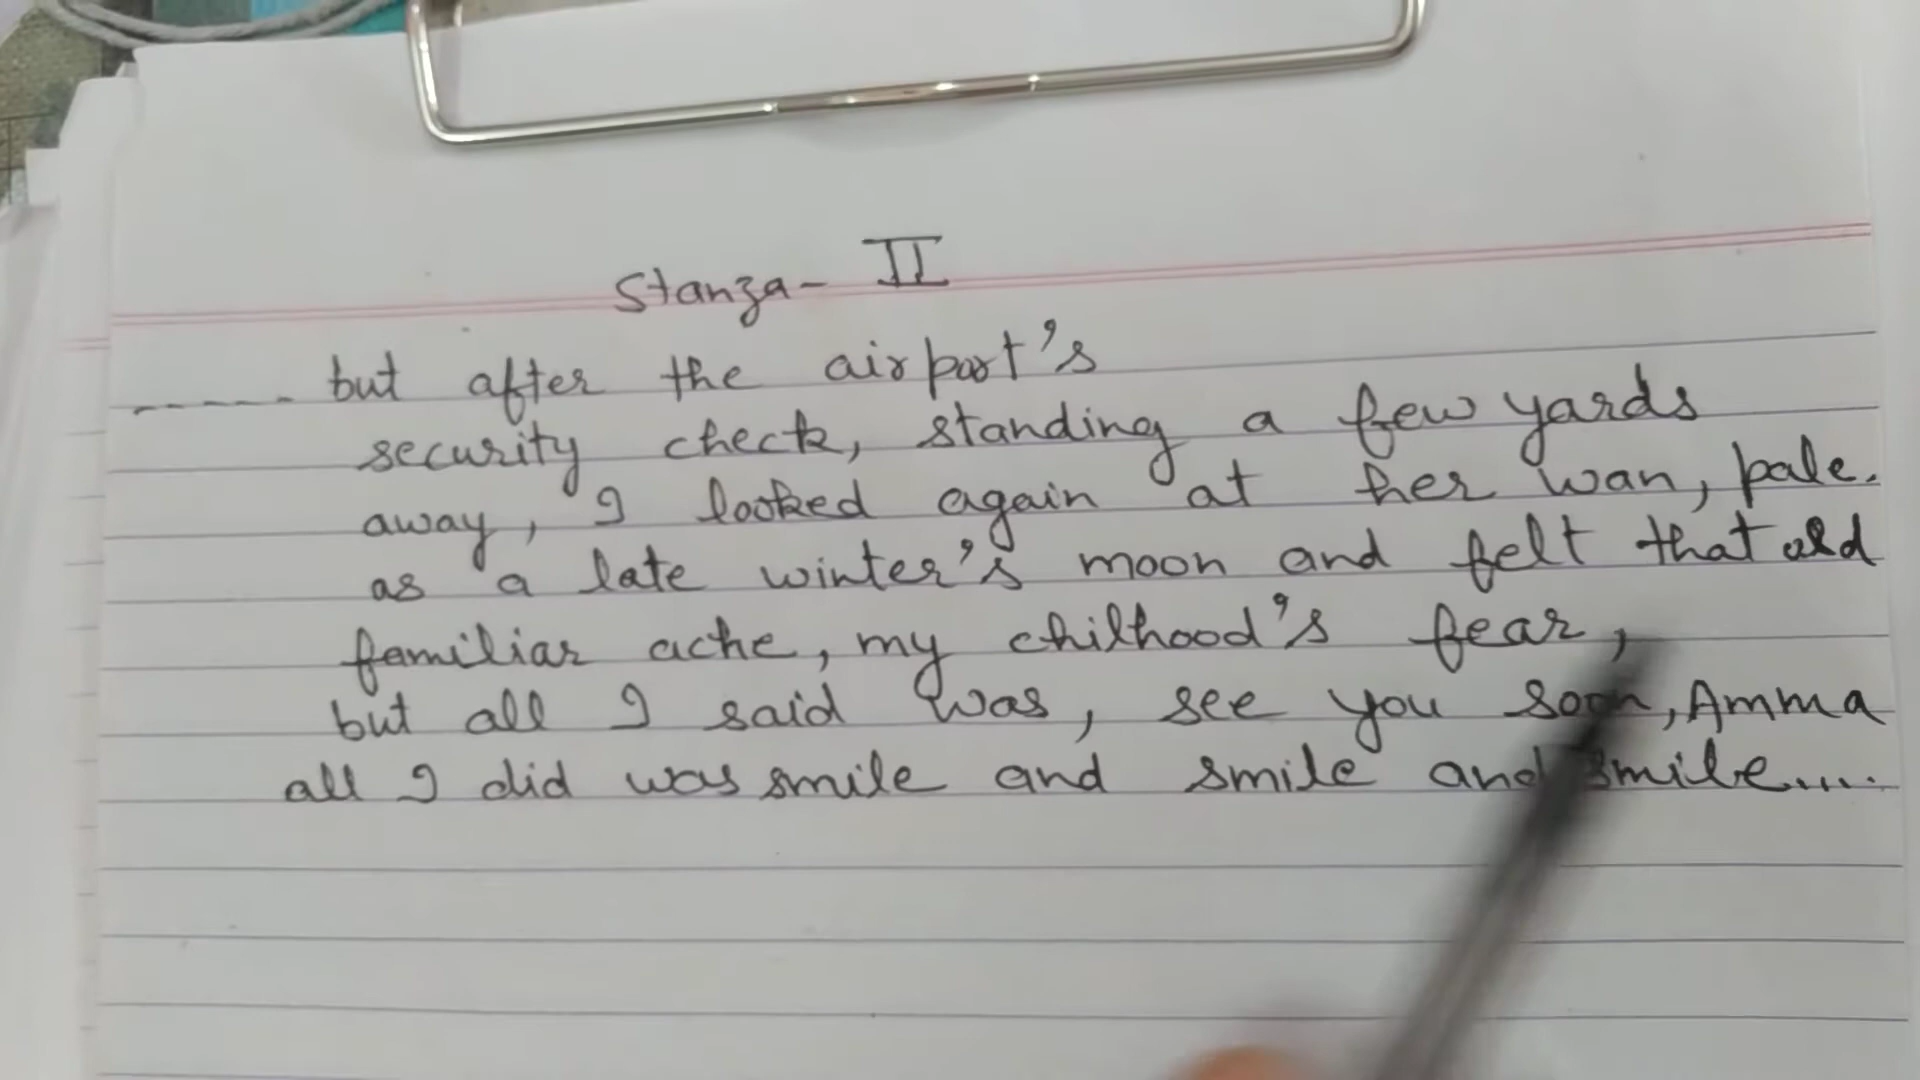 Stanza- II
----- but after the airport's
security check, standing a few yards
away, I looked again at her wan, pale.
as a late winter's moon and felt that old
familiar ache, my chilhood's fear,
but all I said was, see you soon, Amma
all I did was smile and smile and smile....